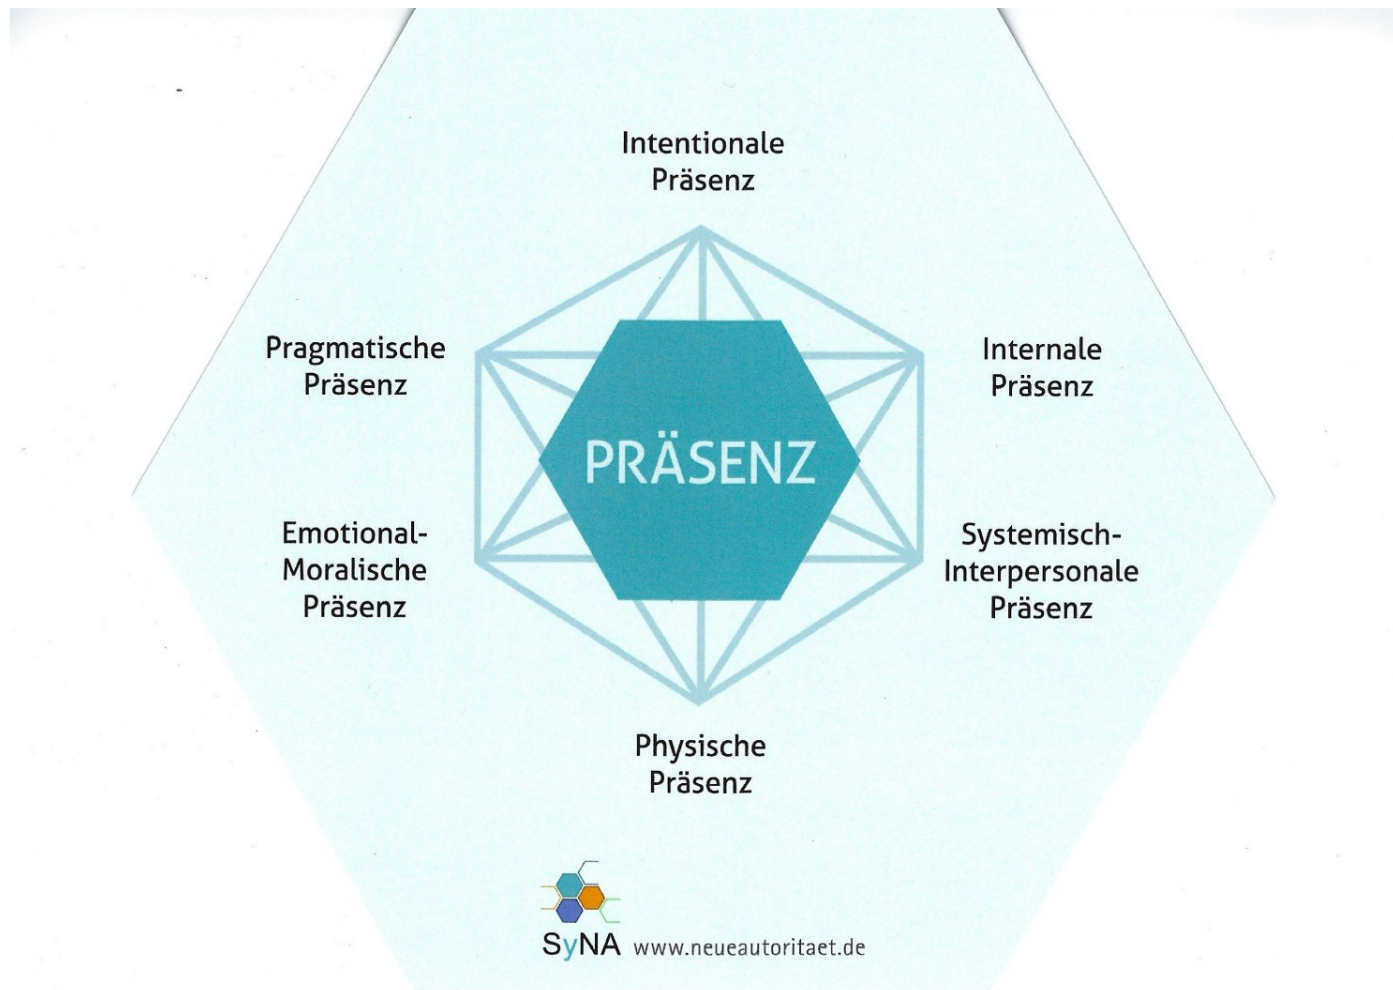 Intentionale
Präsenz
Pragmatische
Präsenz
Internale
Präsenz
PRÄSENZ
Emotional-
Moralische
Präsenz
Systemisch-
Interpersonale
Präsenz
Physische
Präsenz
SyNA www.neueautoritaet.de